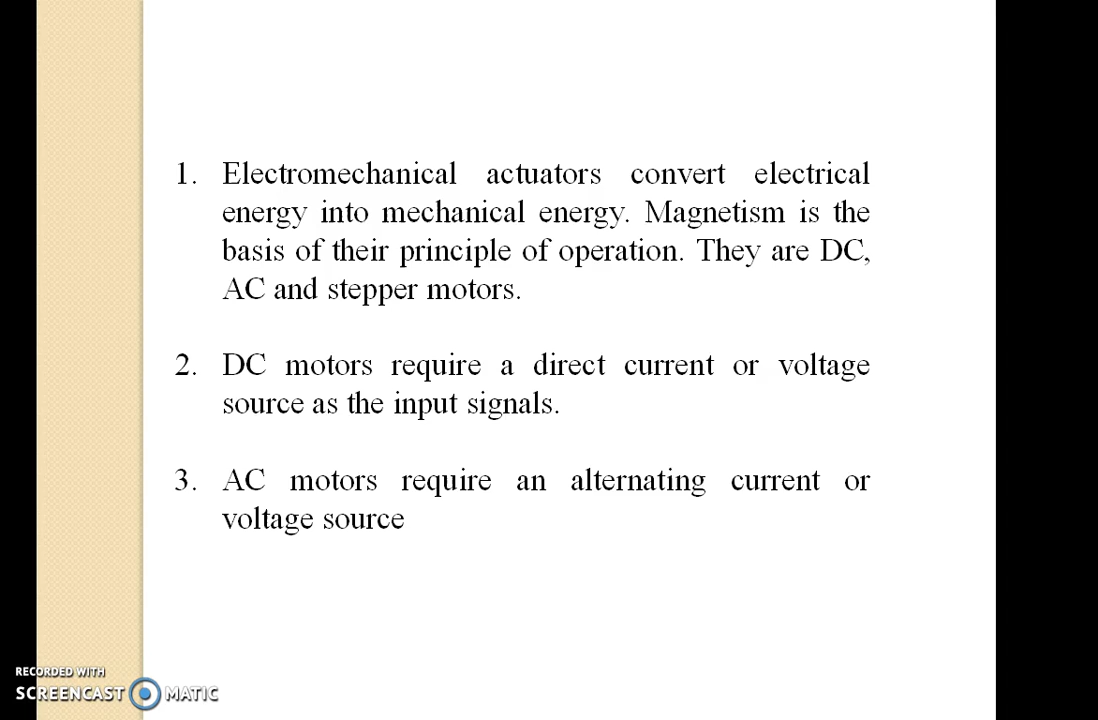 1. Electromechanical actuators convert electrical
energy into mechanical energy. Magnetism is the
basis of their principle of operation. They are DC,
AC and stepper motors.
2. DC motors require a direct current or voltage
source as the input signals.
3. AC motors require an alternating current or
voltage source
RECORDED WITH
SCREENCAST MATIC